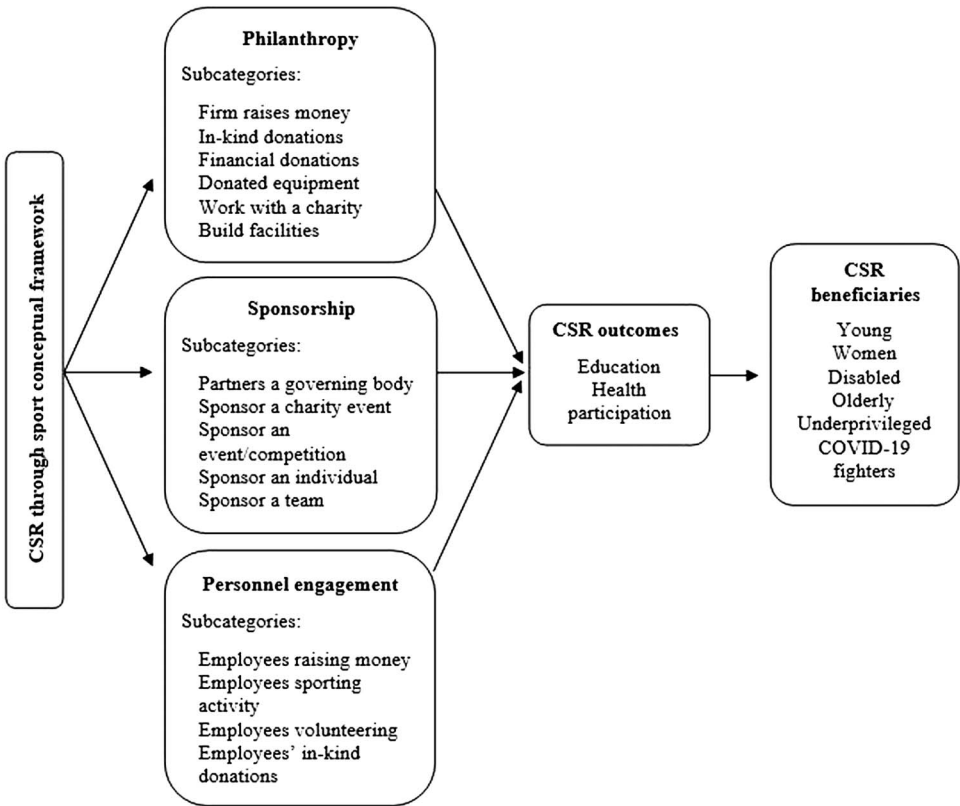 CSR through sport conceptual framework
Philanthropy
Subcategories:
Firm raises money
In-kind donations
Financial donations
Donated equipment
Work with a charity
Build facilities
Sponsorship
Subcategories:
Partners a governing body
Sponsor a charity event
Sponsor an
event/competition
Sponsor an individual
Sponsor a team
Personnel engagement
Subcategories:
Employees raising money
Employees sporting
activity
Employees volunteering
Employees’ in-kind
donations
CSR outcomes
Education
Health
participation
CSR
beneficiaries
Young
Women
Disabled
Olderly
Underprivileged
COVID-19
fighters